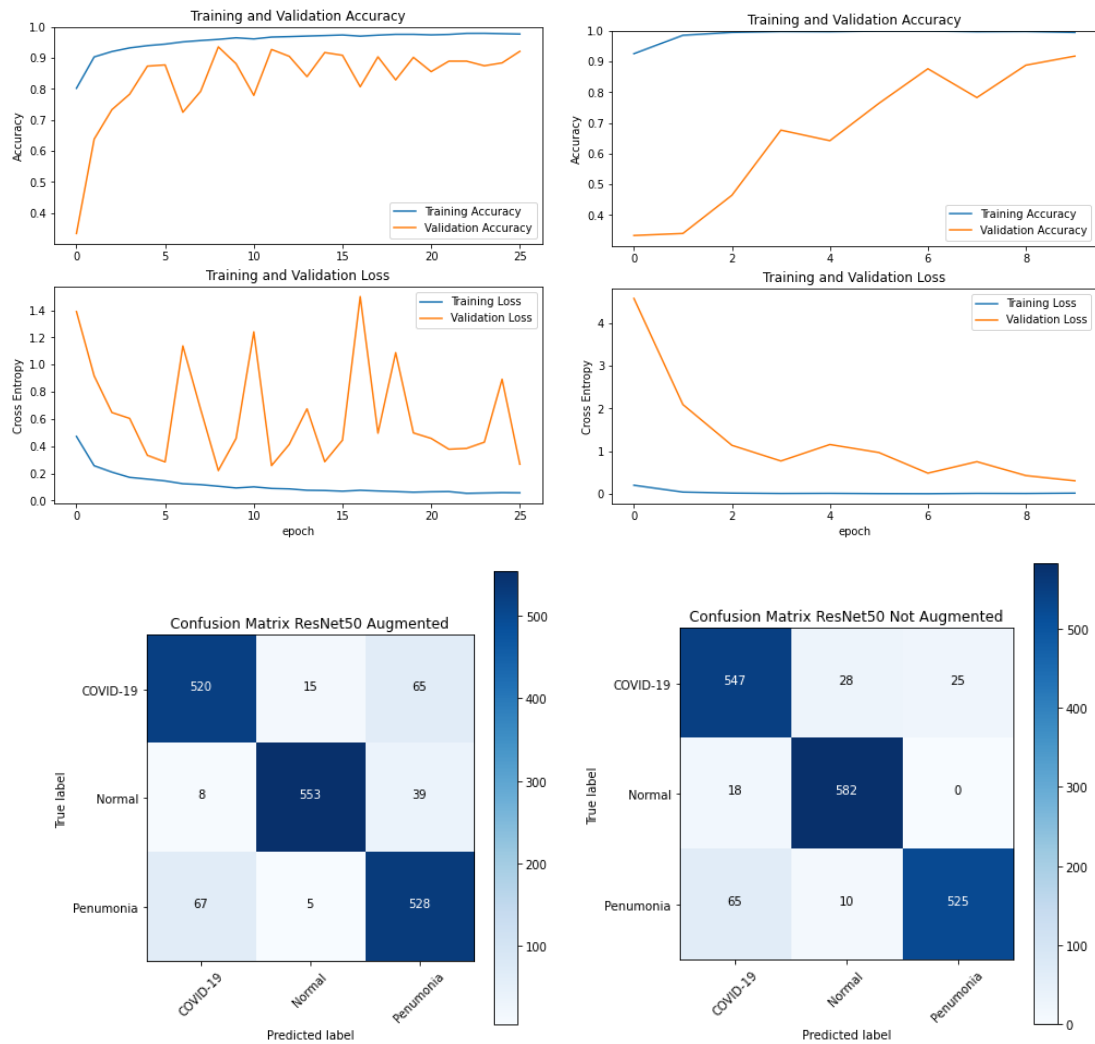 Training and Validation Accuracy
1.0
0.9
0.8
0.7
0.6
0.5
0.4
Accuracy
Training Accuracy
Validation Accuracy
0 5 10 15 20 25
Training and Validation Loss
1.4
1.2
1.0
0.8
0.6
0.4
0.2
0.0
Cross Entropy
Training Loss
Validation Loss
0 5 10 15 20 25
epoch
Training and Validation Accuracy
1.0
0.9
0.8
0.7
0.6
0.5
0.4
Accuracy
Training Accuracy
Validation Accuracy
0 2 4 6 8
Training and Validation Loss
4
3
2
1
0
Cross Entropy
Training Loss
Validation Loss
0 2 4 6 8
epoch
Confusion Matrix ResNet50 Augmented
True label
COVID-19 520 15 65
Normal 8 553 39
Penumonia 67 5 528
COVID-19 Normal Penumonia
Predicted label
500
400
300
200
100
Confusion Matrix ResNet50 Not Augmented
True label
COVID-19 547 28 25
Normal 18 582 0
Penumonia 65 10 525
COVID-19 Normal Penumonia
Predicted label
500
400
300
200
100
0